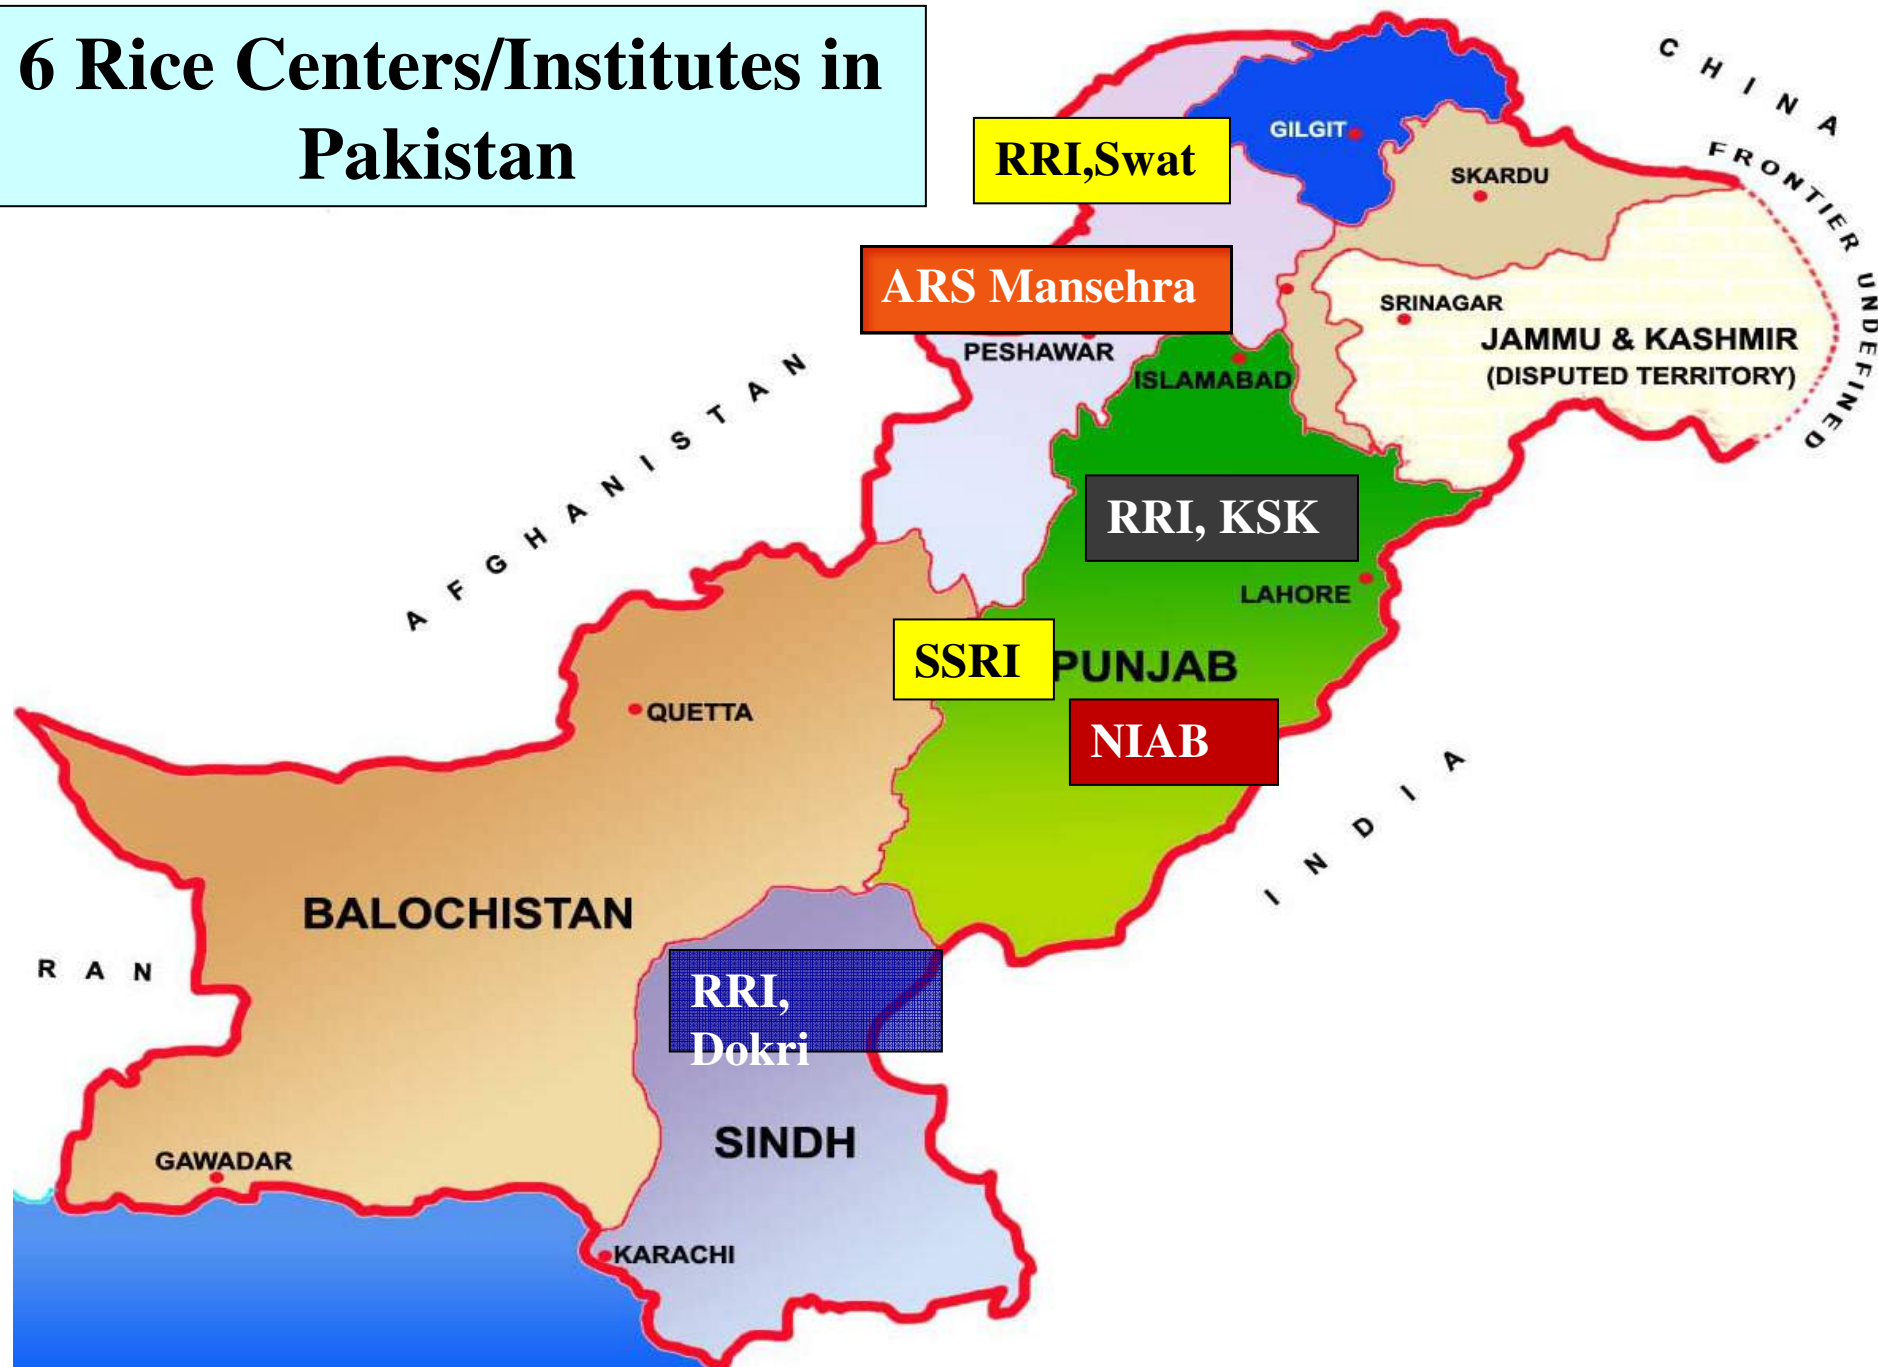 6 Rice Centers/Institutes in
Pakistan
CHINA
FRONTIER UNDEFINED
GILGIT
RRI,Swat
SKARDU
ARS Mansehra
SRINAGAR
JAMMU & KASHMIR
(DISPUTED TERRITORY)
PESHAWAR
ISLAMABAD
AFGHANISTAN
RRI, KSK
LAHORE
SSRI
PUNJAB
QUETTA
NIAB
INDIA
BALOCHISTAN
RAN
RRI,
Dokri
SINDH
GAWADAR
KARACHI